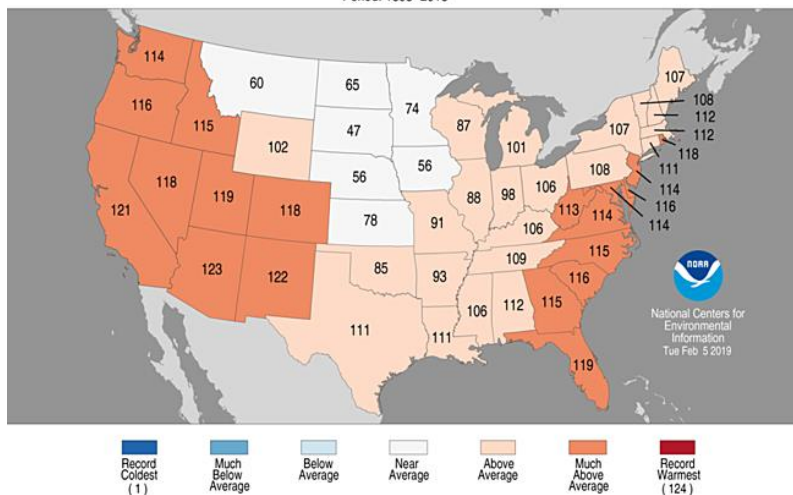 114
60
65
74
107
116
115
47
87
108
102
101
107
112
112
118
56
56
111
118
119
118
88
98
106
108
114
121
78
91
113
114
116
106
114
123
122
85
93
109
115
116
106
112
115
111
111
119
NOAA
National Centers for
Environmental
Information
Tue Feb 5 2019
Record
Coldest
( 1 )
Much
Below
Average
Below
Average
Near
Average
Above
Average
Much
Above
Average
Record
Warmest
( 124 )